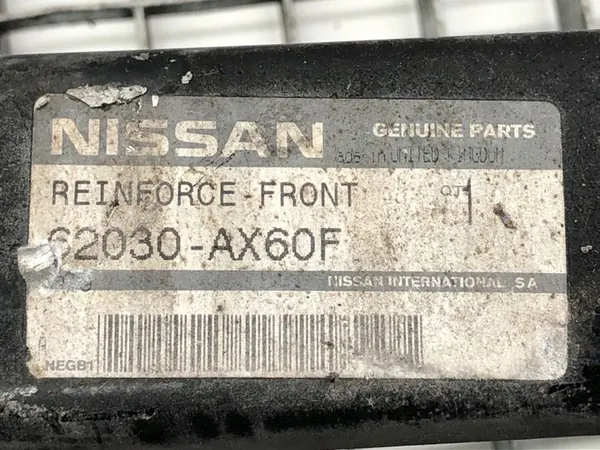 NISSAN GENUINE PARTS
Made in UNITED KINGDOM
REINFORCE-FRONT QTY 1
62030-AX60F
NISSAN INTERNATIONAL, SA
NEGB1